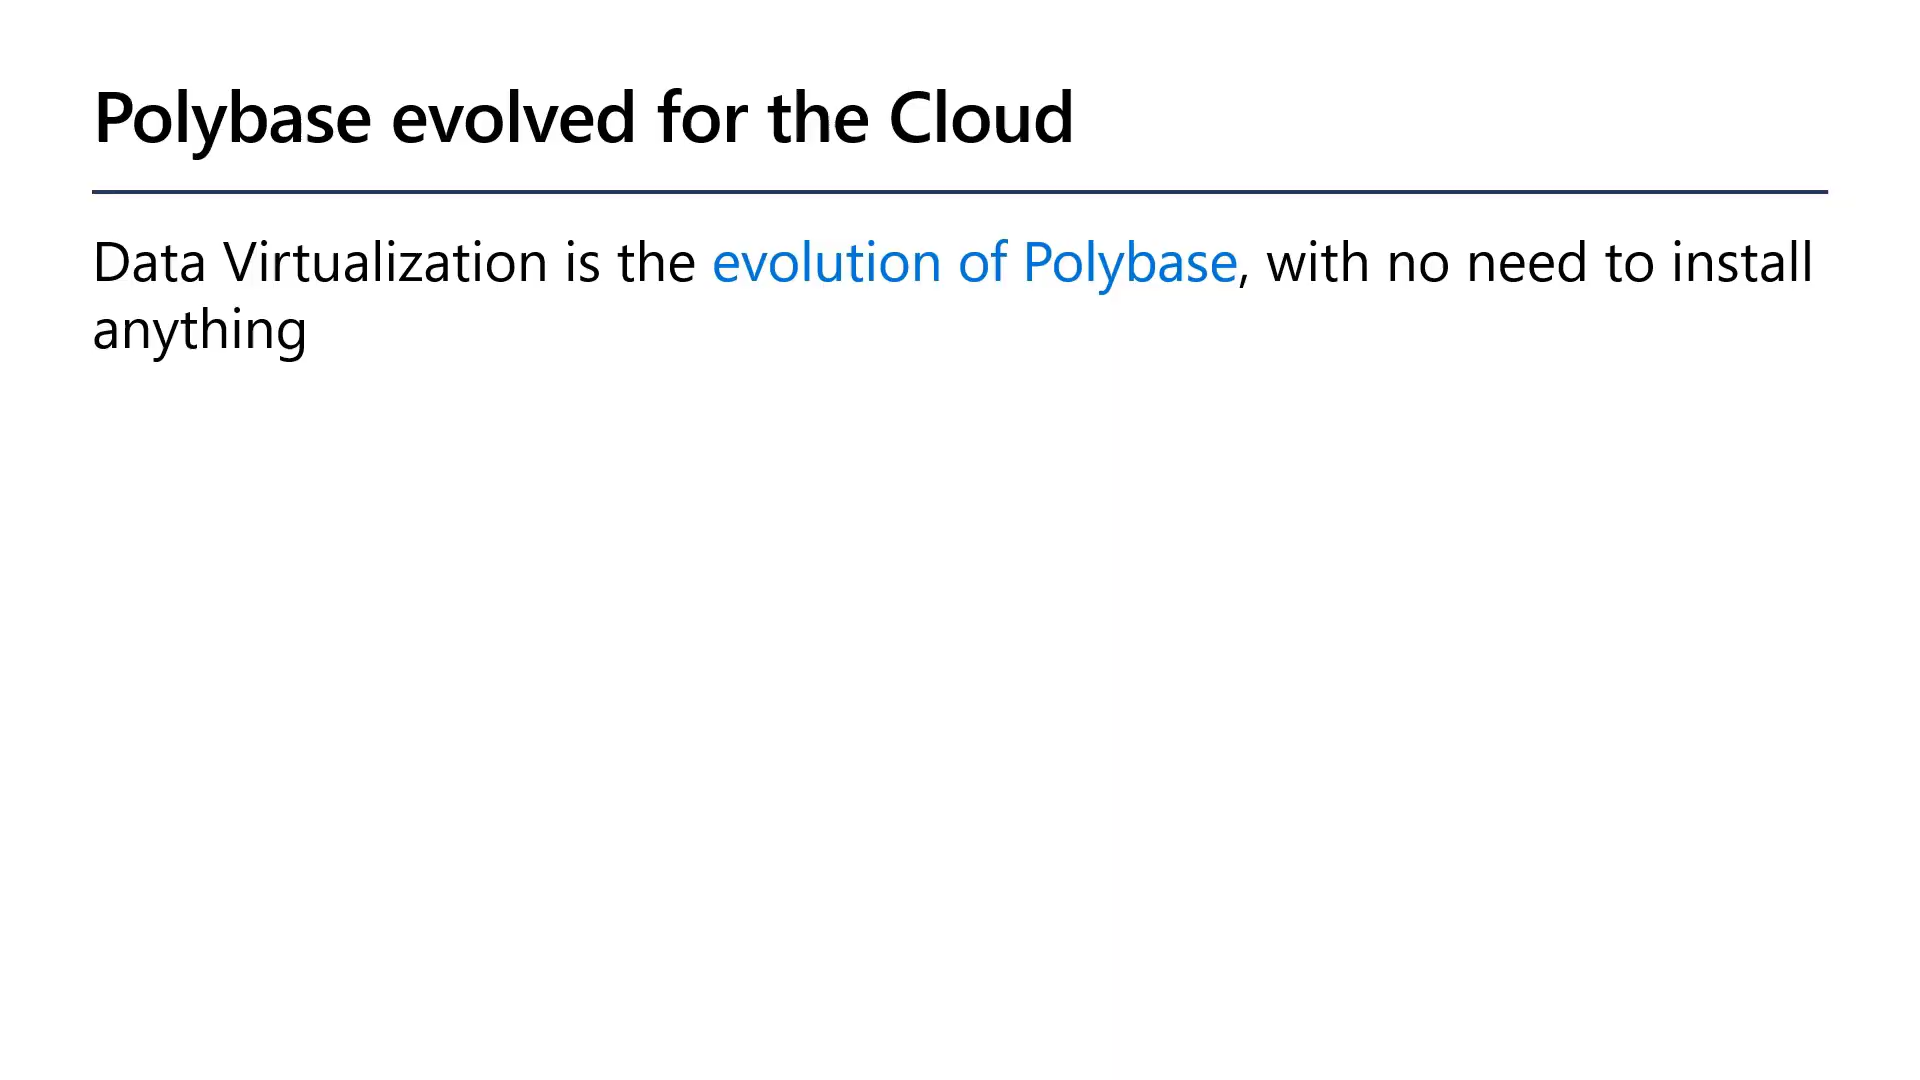 Polybase evolved for the Cloud
Data Virtualization is the evolution of Polybase, with no need to install
anything